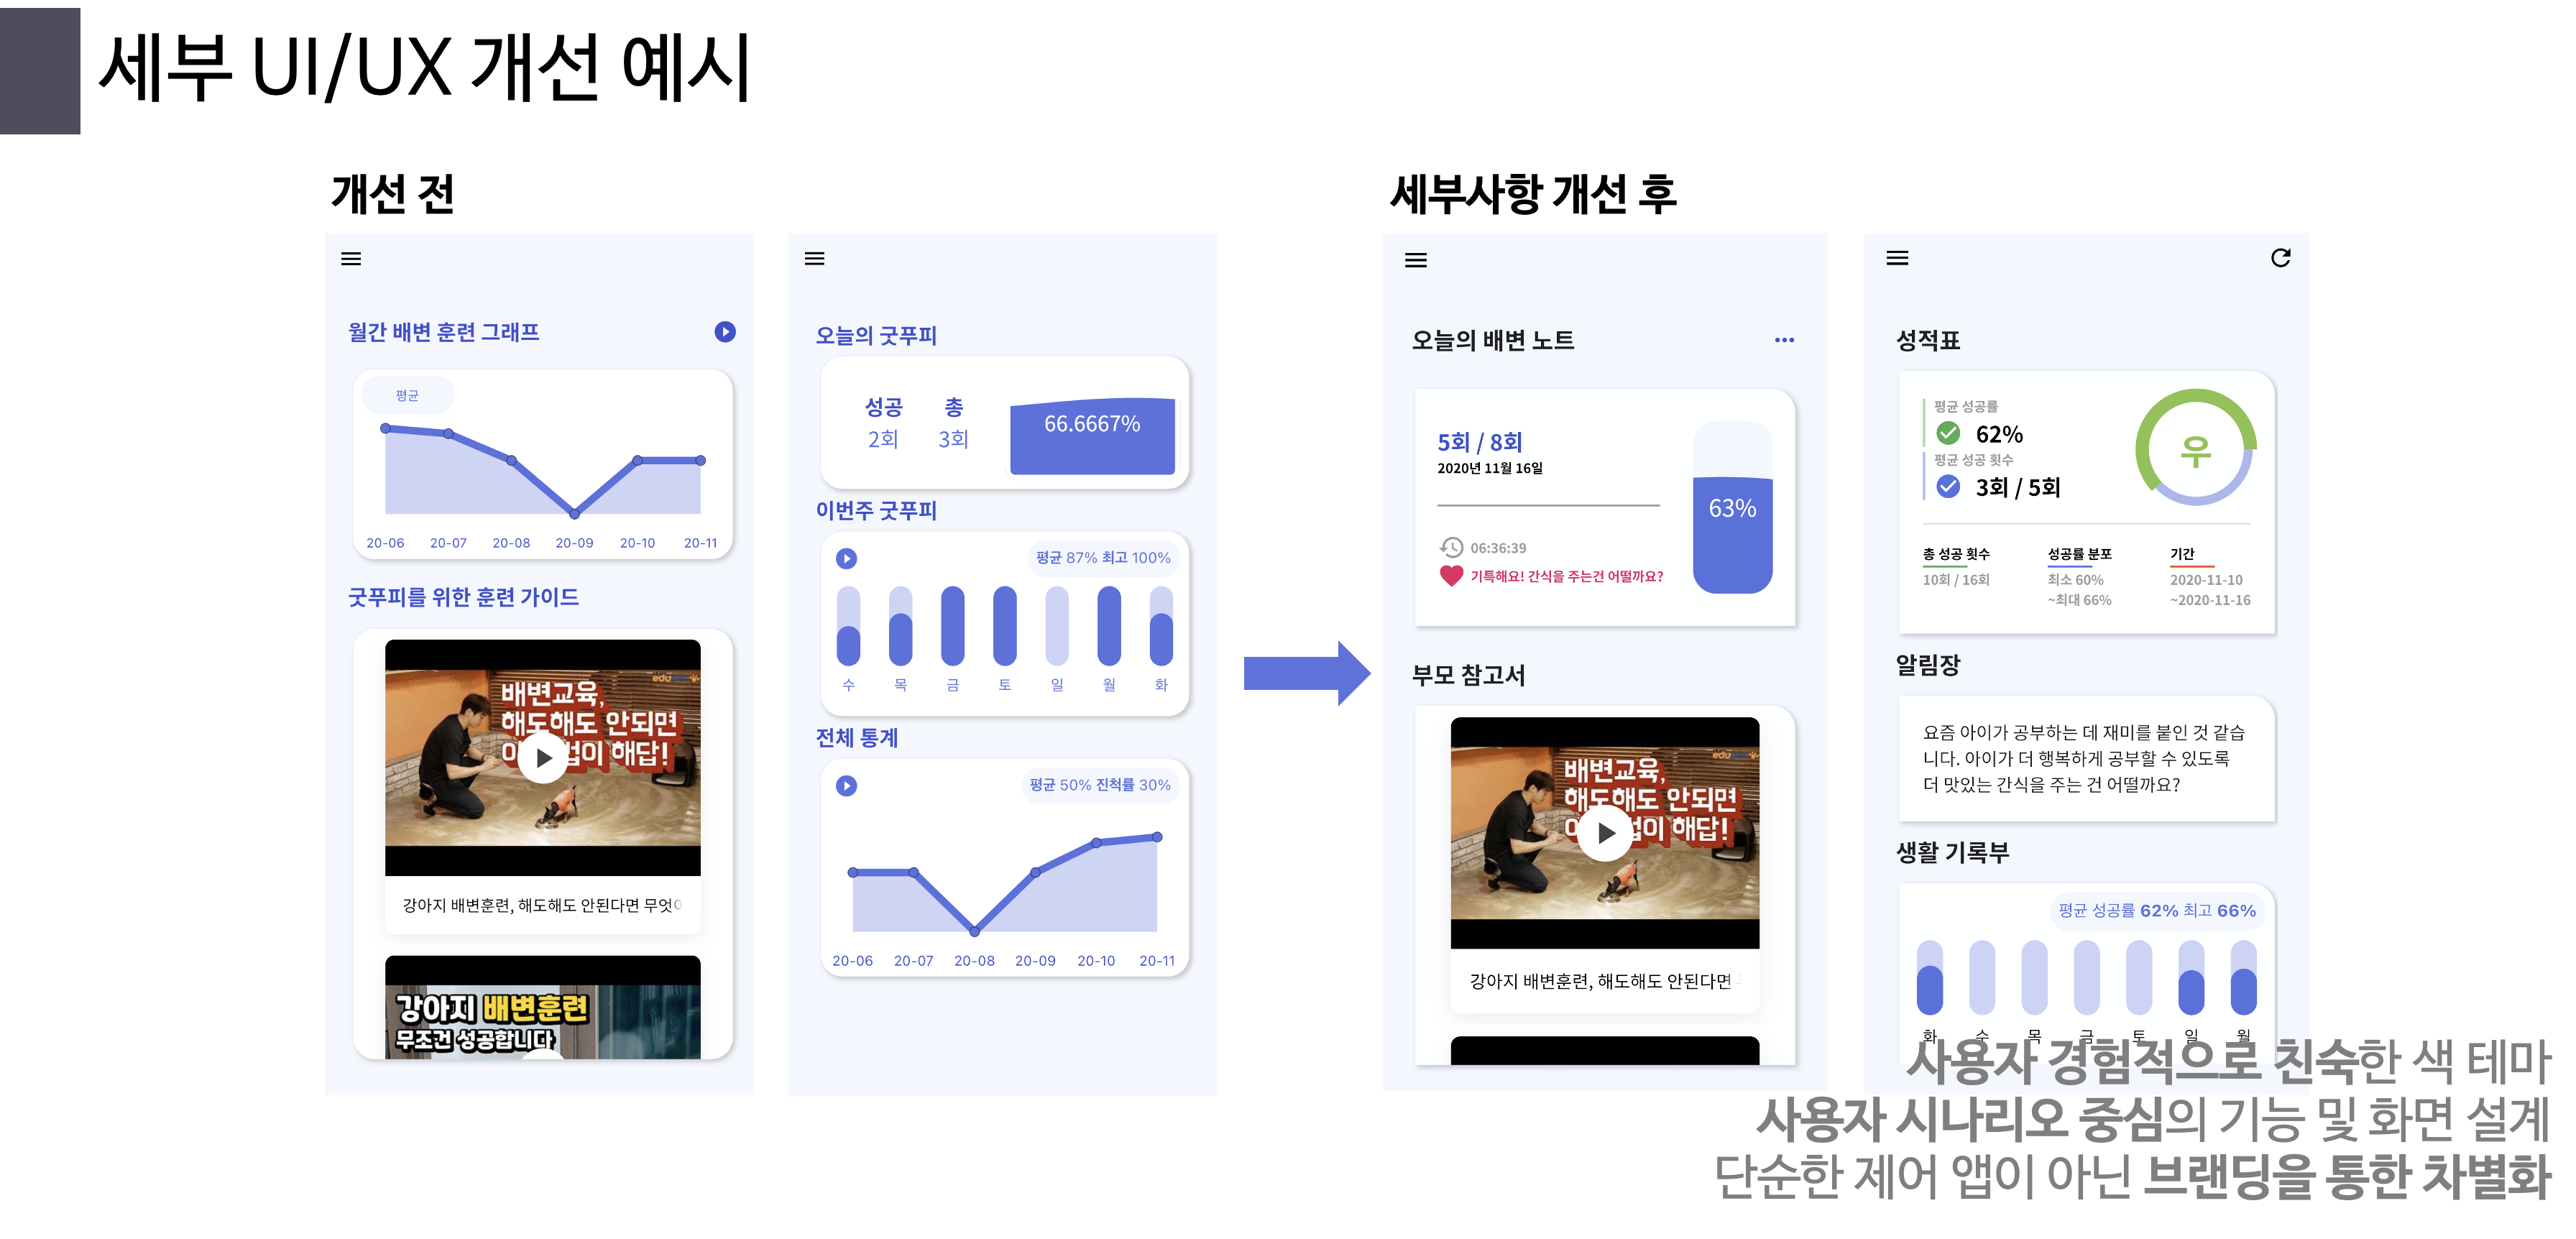 세부 UI/UX 개선 예시
개선 전
월간 배변 훈련 그래프
평균
20-06 20-07 20-08 20-09 20-10 20-11
굿푸피를 위한 훈련 가이드
배변교육,
해도해도 안되면
해답!
강아지 배변훈련, 해도해도 안된다면
강아지 배변훈련
무조건 성공합니다
오늘의 굿푸피
성공 총
2회 3회
66.6667%
이번주 굿푸피
평균 87% 최고 100%
수 목 금 토 일 월 화
전체 통계
평균 50% 진척률 30%
20-06 20-07 20-08 20-09 20-10 20-11
세부사항 개선 후
오늘의 배변 노트
5회 / 8회
2020년 11월 16일
63%
06:36:39
기특해요! 간식을 주는건 어떨까요?
부모 참고서
배변교육,
해도해도 안되면
해답!
강아지 배변훈련, 해도해도 안된다면
성적표
평균 성공률
62%
평균 성공 횟수
3회 / 5회
우
총 성공 횟수 성공률 분포 기간
10회 / 16회 최소 60% 2020-11-10
~최대 66% ~2020-11-16
알림장
요즘 아이가 공부하는 데 재미를 붙인 것 같습
니다. 아이가 더 행복하게 공부할 수 있도록
더 맛있는 간식을 주는 건 어떨까요?
생활 기록부
평균 성공률 62% 최고 66%
화 수 목 금 토 일 월
사용자 경험적으로 친숙한 색 테마
사용자 시나리오 중심의 기능 및 화면 설계
단순한 제어 앱이 아닌 브랜딩을 통한 차별화